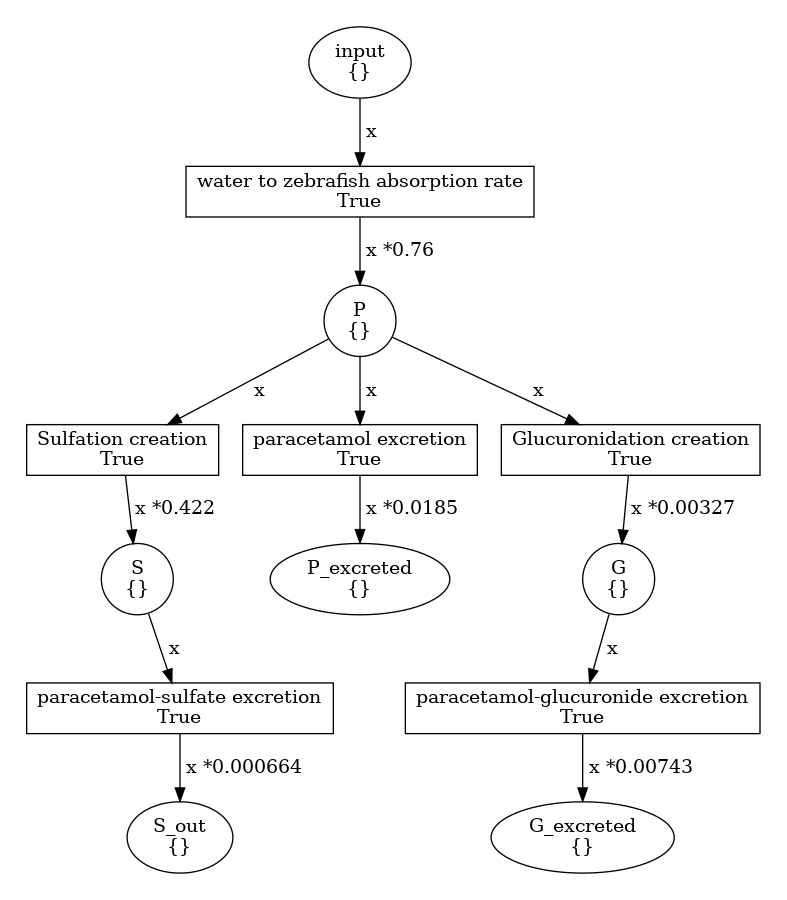 input
{}
x
water to zebrafish absorption rate
True
x *0.76
P
{}
x
x
x
Sulfation creation
True
paracetamol excretion
True
Glucuronidation creation
True
x *0.422
x *0.0185
x *0.00327
S
{}
P_excreted
{}
G
{}
x
x
paracetamol-sulfate excretion
True
paracetamol-glucuronide excretion
True
x *0.000664
x *0.00743
S_out
{}
G_excreted
{}